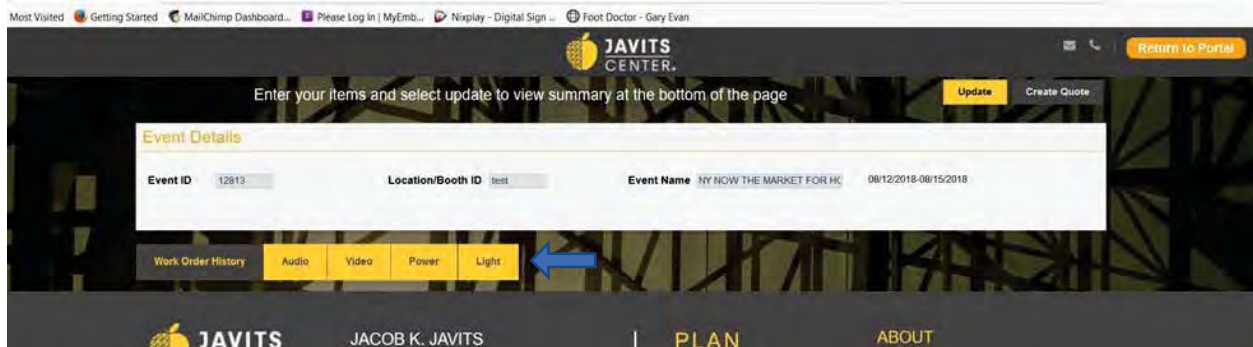 Most Visited Getting Started MailChimp Dashboard... Please Log In | MyEmb... Nixplay - Digital Sign ... Foot Doctor - Gary Evan
JAVITS
CENTER.
Return to Portal
Enter your items and select update to view summary at the bottom of the page
Update Create Quote
Event Details
Event ID 12813 Location/Booth ID test Event Name NY NOW THE MARKET FOR HC 08/12/2018-08/15/2018
Work Order History Audio Video Power Light
JAVITS JACOB K. JAVITS | PLAN ABOUT